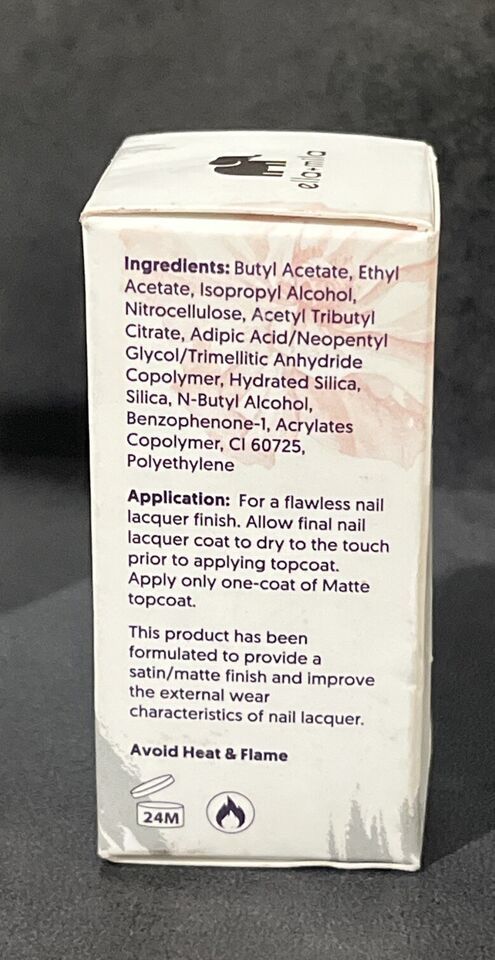 ella+mila
Ingredients: Butyl Acetate, Ethyl
Acetate, Isopropyl Alcohol,
Nitrocellulose, Acetyl Tributyl
Citrate, Adipic Acid/Neopentyl
Glycol/Trimellitic Anhydride
Copolymer, Hydrated Silica,
Silica, N-Butyl Alcohol,
Benzophenone-1, Acrylates
Copolymer, CI 60725,
Polyethylene
Application: For a flawless nail
lacquer finish. Allow final nail
lacquer coat to dry to the touch
prior to applying topcoat.
Apply only one-coat of Matte
topcoat.
This product has been
formulated to provide a
satin/matte finish and improve
the external wear
characteristics of nail lacquer.
Avoid Heat & Flame
24M